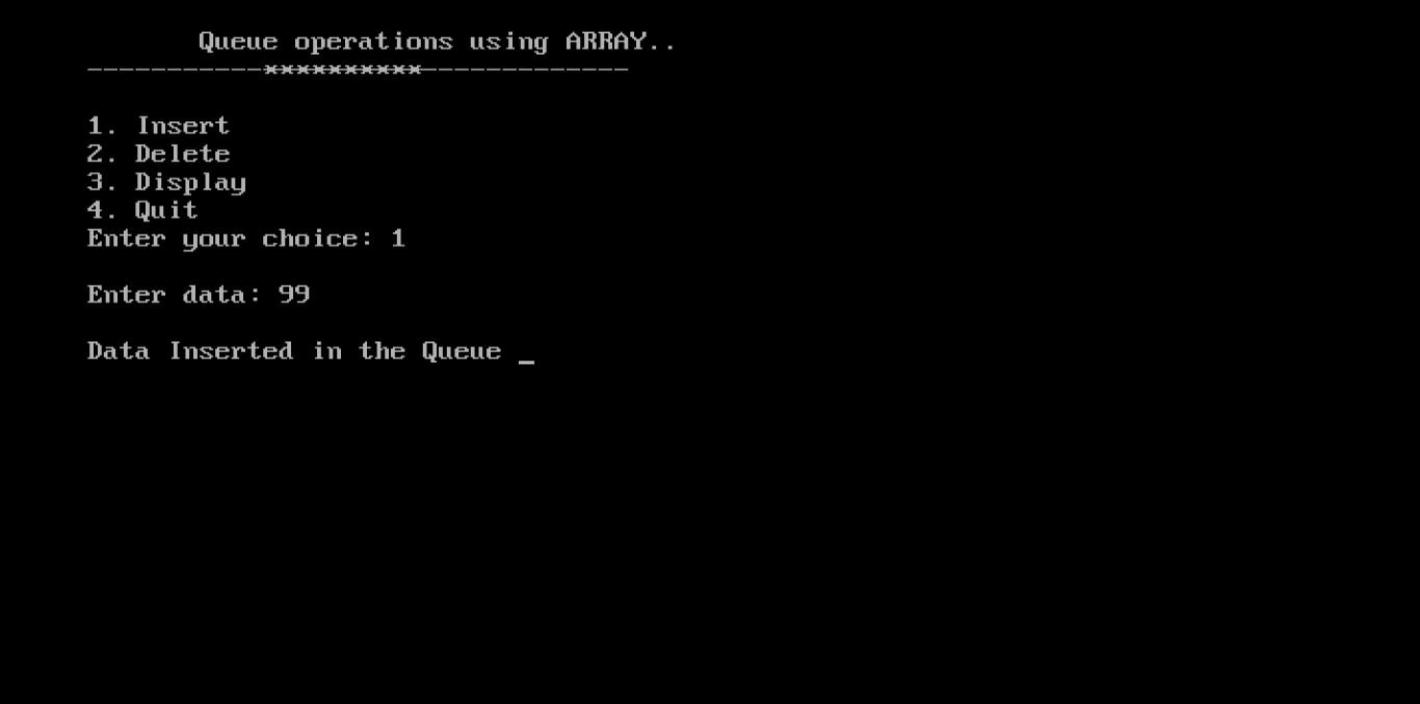 Queue operations using ARRAY..
-----------**********-------------
1. Insert
2. Delete
3. Display
4. Quit
Enter your choice: 1
Enter data: 99
Data Inserted in the Queue _